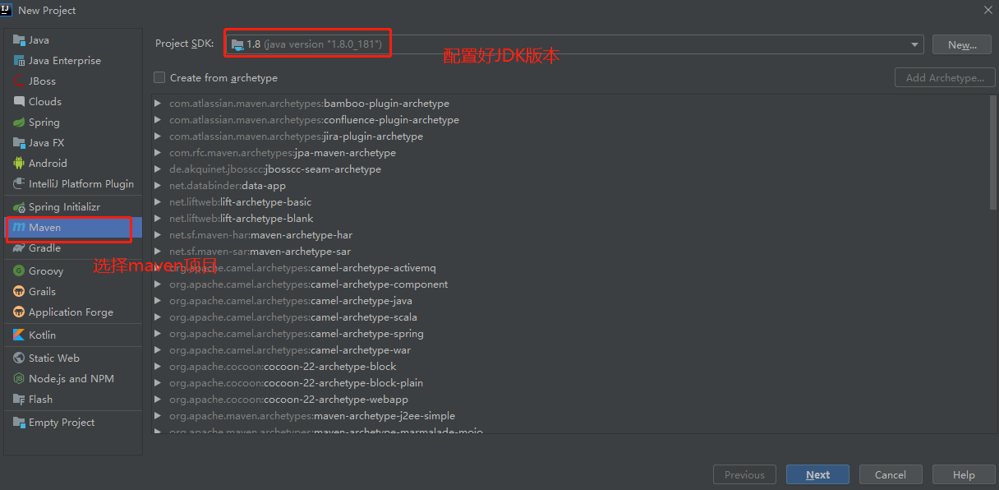 New Project
Java
Java Enterprise
JBoss
Clouds
Spring
Java FX
Android
IntelliJ Platform Plugin
Spring Initializr
Maven
Gradle
选择maven项目
Groovy
Grails
Application Forge
Kotlin
Static Web
Node.js and NPM
Flash
Empty Project
Project SDK: 1.8 (java version "1.8.0_181") New...
配置好JDK版本
Create from archetype Add Archetype...
com.atlassian.maven.archetypes:bamboo-plugin-archetype
com.atlassian.maven.archetypes:confluence-plugin-archetype
com.atlassian.maven.archetypes:jira-plugin-archetype
com.rfc.maven.archetypes:jpa-maven-archetype
de.akquinet.jbosscc:jbosscc-seam-archetype
net.databinder:data-app
net.liftweb:lift-archetype-basic
net.liftweb:lift-archetype-blank
net.sf.maven-har:maven-archetype-har
net.sf.maven-sar:maven-archetype-sar
org.apache.camel.archetypes:camel-archetype-activemq
org.apache.camel.archetypes:camel-archetype-component
org.apache.camel.archetypes:camel-archetype-java
org.apache.camel.archetypes:camel-archetype-scala
org.apache.camel.archetypes:camel-archetype-spring
org.apache.camel.archetypes:camel-archetype-war
org.apache.cocoon:cocoon-22-archetype-block
org.apache.cocoon:cocoon-22-archetype-block-plain
org.apache.cocoon:cocoon-22-archetype-webapp
org.apache.maven.archetypes:maven-archetype-j2ee-simple
org.apache.maven.archetypes:maven-archetype-marmalade-mojo
Previous Next Cancel Help